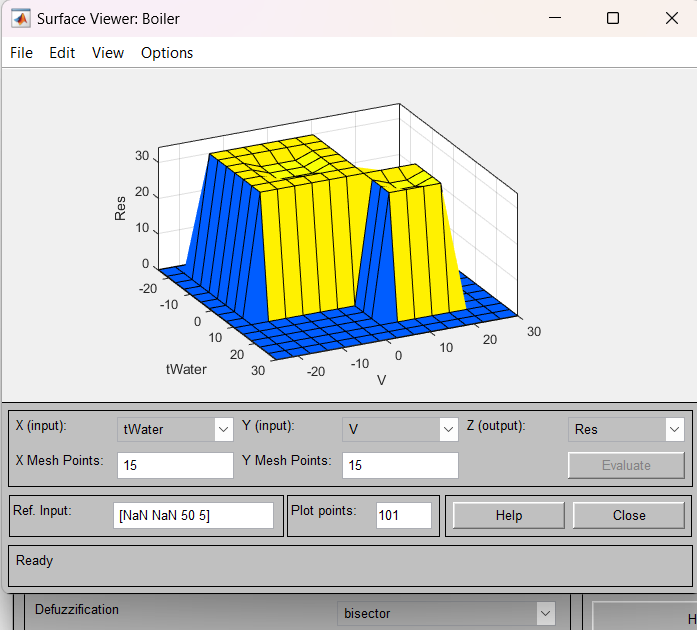 Surface Viewer: Boiler
File Edit View Options
30
20
10
0
Res
-20
-10
0
10
20
30
tWater
-20
-10
0
10
20
30
V
X (input): tWater Y (input): V Z (output): Res
X Mesh Points: 15 Y Mesh Points: 15 Evaluate
Ref. Input: [NaN NaN 50 5] Plot points: 101 Help Close
Ready
Defuzzification bisector H